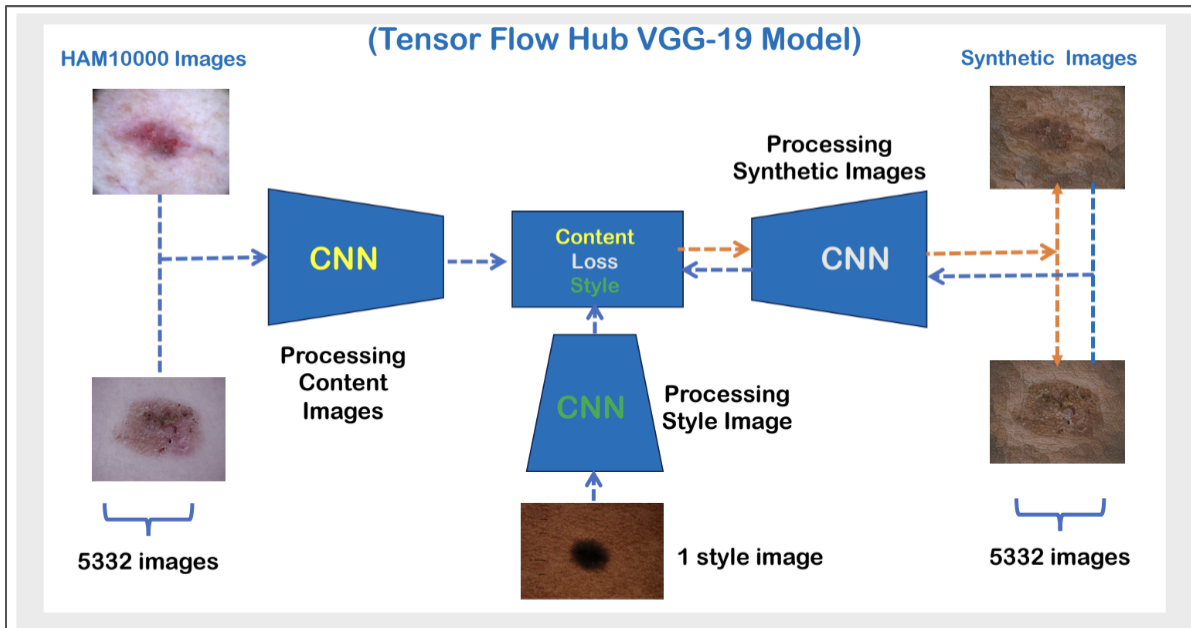 (Tensor Flow Hub VGG-19 Model)
HAM10000 Images
Synthetic Images
Processing
Synthetic Images
CNN
Content
Loss
Style
CNN
Processing
Content
Images
CNN
Processing
Style Image
5332 images
1 style image
5332 images